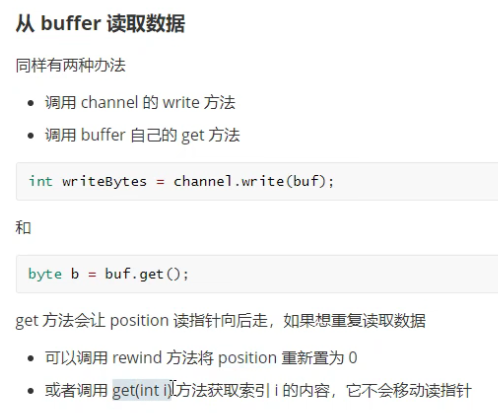 从 buffer 读取数据
同样有两种办法
• 调用 channel 的 write 方法
• 调用 buffer 自己的 get 方法
int writeBytes = channel.write(buf);
和
byte b = buf.get();
get 方法会让 position 读指针向后走，如果想重复读取数据
• 可以调用 rewind 方法将 position 重新置为 0
• 或者调用 get(int i) 方法获取索引 i 的内容，它不会移动读指针